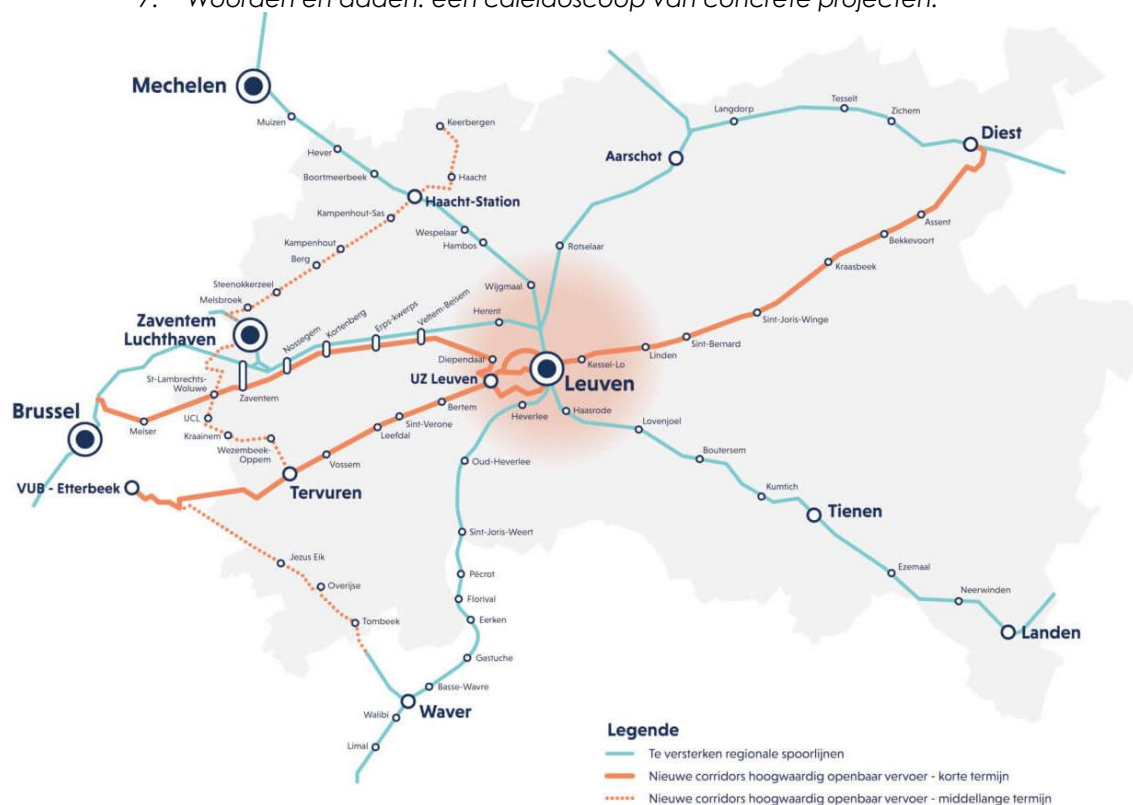 7. Woorden en daden: een caleidoscoop van concrete projecten.
Mechelen
Muizen
Hever
Boortmeerbeek
Keerbergen
Haacht
Haacht-Station
Kampenhout-Sas
Kampenhout
Berg
Steenokkerzeel
Melsbroek
Wespelaar
Hambos
Wijgmaal
Aarschot
Rotselaar
Langdorp
Tesselt
Zichem
Diest
Assent
Bekkevoort
Kraasbeek
Sint-Joris-Winge
Sint-Bernard
Linden
Kessel-Lo
Leuven
Zaventem
Luchthaven
Nossegem
Kortenberg
Erps-kwerps
Veltem-Beisem
Herent
Diependaal
UZ Leuven
Heverlee
Haasrode
Lovenjoel
Boutersem
Kumtich
Tienen
Ezemaal
Neerwinden
Landen
St-Lambrechts-
Woluwe
Zaventem
Brussel
Meiser
UCL
Kraainem
Wezembeek-
Oppem
VUB - Etterbeek
Tervuren
Vossem
Leefdal
Sint-Verone
Bertem
Oud-Heverlee
Sint-Joris-Weert
Pécrot
Florival
Eerken
Gastuche
Basse-Wavre
Waver
Walibi
Limal
Jezus Eik
Overijse
Tombeek
Legende
Te versterken regionale spoorlijnen
Nieuwe corridors hoogwaardig openbaar vervoer - korte termijn
Nieuwe corridors hoogwaardig openbaar vervoer - middellange termijn